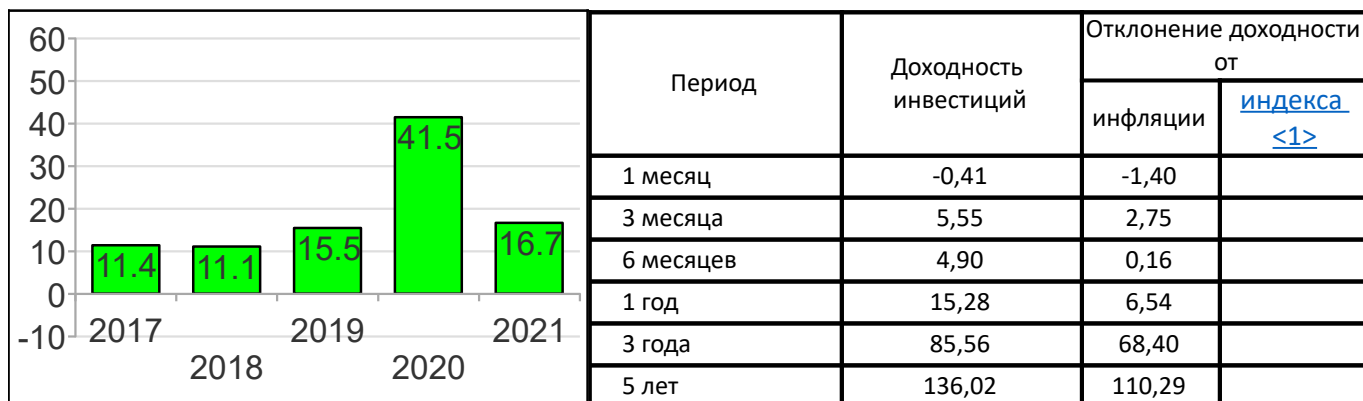 60
50
40
30
20
10
0
-10
11.4
11.1
15.5
41.5
16.7
2017
2018
2019
2020
2021
Период
Доходность
инвестиций
Отклонение доходности
от
инфляции
индекса
<1>
1 месяц -0,41 -1,40
3 месяца 5,55 2,75
6 месяцев 4,90 0,16
1 год 15,28 6,54
3 года 85,56 68,40
5 лет 136,02 110,29